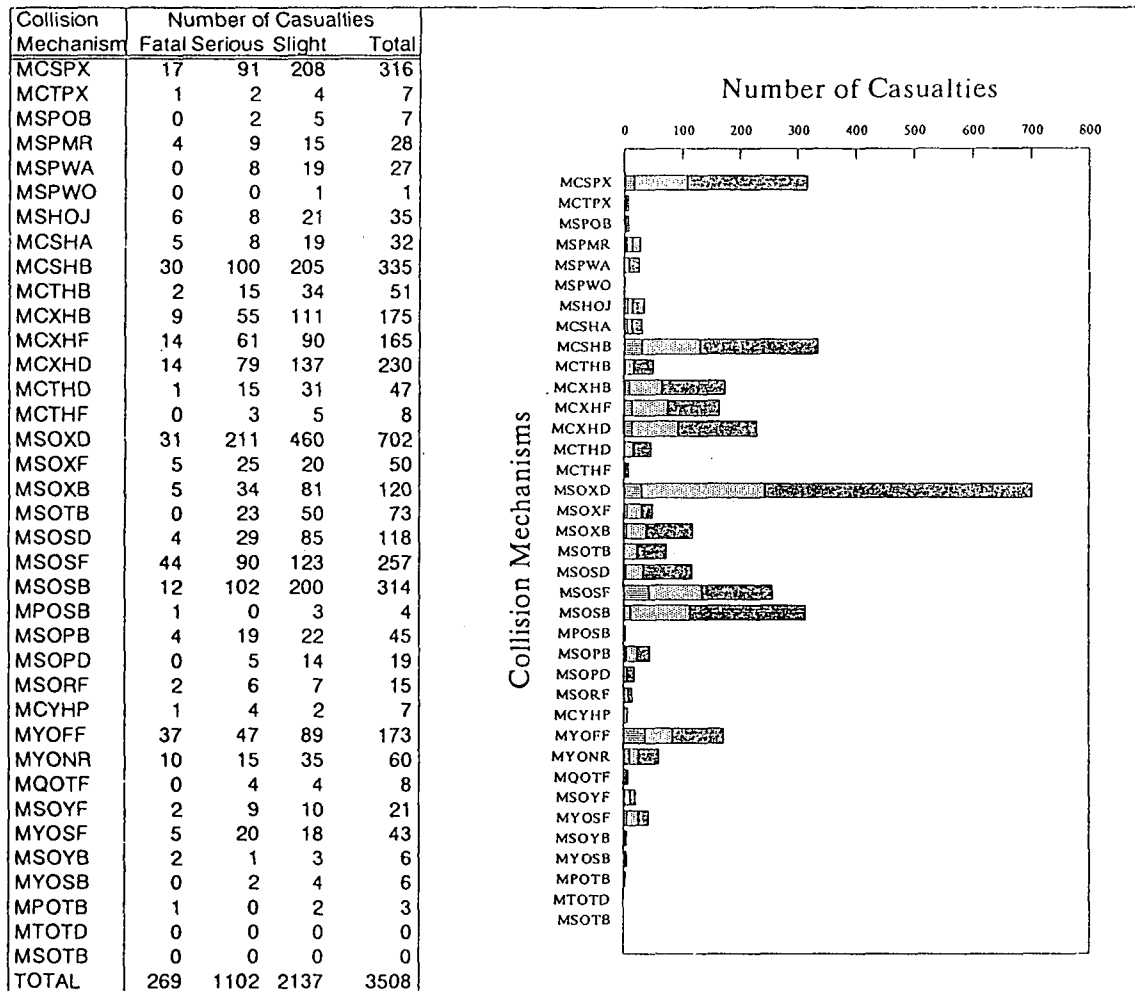 Collision Number of Casualties
Mechanism Fatal Serious Slight Total
MCSPX 17 91 208 316
MCTPX 1 2 4 7
MSPOB 0 2 5 7
MSPMR 4 9 15 28
MSPWA 0 8 19 27
MSPWO 0 0 1 1
MSHOJ 6 8 21 35
MCSHA 5 8 19 32
MCSHB 30 100 205 335
MCTHB 2 15 34 51
MCXHB 9 55 111 175
MCXHF 14 61 90 165
MCXHD 14 79 137 230
MCTHD 1 15 31 47
MCTHF 0 3 5 8
MSOXD 31 211 460 702
MSOXF 5 25 20 50
MSOXB 5 34 81 120
MSOTB 0 23 50 73
MSOSD 4 29 85 118
MSOSF 44 90 123 257
MSOSB 12 102 200 314
MPOSB 1 0 3 4
MSOPB 4 19 22 45
MSOPD 0 5 14 19
MSORF 2 6 7 15
MCYHP 1 4 2 7
MYOFF 37 47 89 173
MYONR 10 15 35 60
MQOTF 0 4 4 8
MSOYF 2 9 10 21
MYOSF 5 20 18 43
MSOYB 2 1 3 6
MYOSB 0 2 4 6
MPOTB 1 0 2 3
MTOTD 0 0 0 0
MSOTB 0 0 0 0
TOTAL 269 1102 2137 3508
Number of Casualties
0 100 200 300 400 500 600 700 800
Collision Mechanisms
MCSPX
MCTPX
MSPOB
MSPMR
MSPWA
MSPWO
MSHOJ
MCSHA
MCSHB
MCTHB
MCXHB
MCXHF
MCXHD
MCTHD
MCTHF
MSOXD
MSOXF
MSOXB
MSOTB
MSOSD
MSOSF
MSOSB
MPOSB
MSOPB
MSOPD
MSORF
MCYHP
MYOFF
MYONR
MQOTF
MSOYF
MYOSF
MSOYB
MYOSB
MPOTB
MTOTD
MSOTB